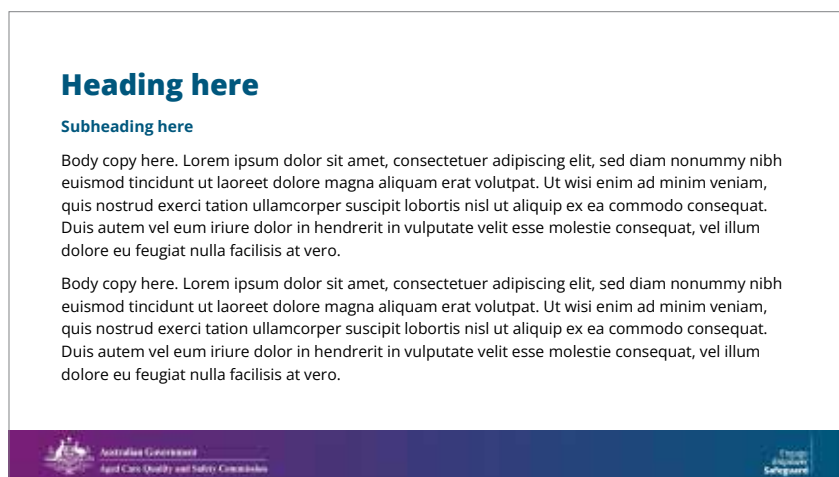 Heading here
Subheading here
Body copy here. Lorem ipsum dolor sit amet, consectetuer adipiscing elit, sed diam nonummy nibh
euismod tincidunt ut laoreet dolore magna aliquam erat volutpat. Ut wisi enim ad minim veniam,
quis nostrud exerci tation ullamcorper suscipit lobortis nisl ut aliquip ex ea commodo consequat.
Duis autem vel eum iriure dolor in hendrerit in vulputate velit esse molestie consequat, vel illum
dolore eu feugiat nulla facilisis at vero.
Body copy here. Lorem ipsum dolor sit amet, consectetuer adipiscing elit, sed diam nonummy nibh
euismod tincidunt ut laoreet dolore magna aliquam erat volutpat. Ut wisi enim ad minim veniam,
quis nostrud exerci tation ullamcorper suscipit lobortis nisl ut aliquip ex ea commodo consequat.
Duis autem vel eum iriure dolor in hendrerit in vulputate velit esse molestie consequat, vel illum
dolore eu feugiat nulla facilisis at vero.
Australian Government
Aged Care Quality and Safety Commission
Engage
Empower
Safeguard